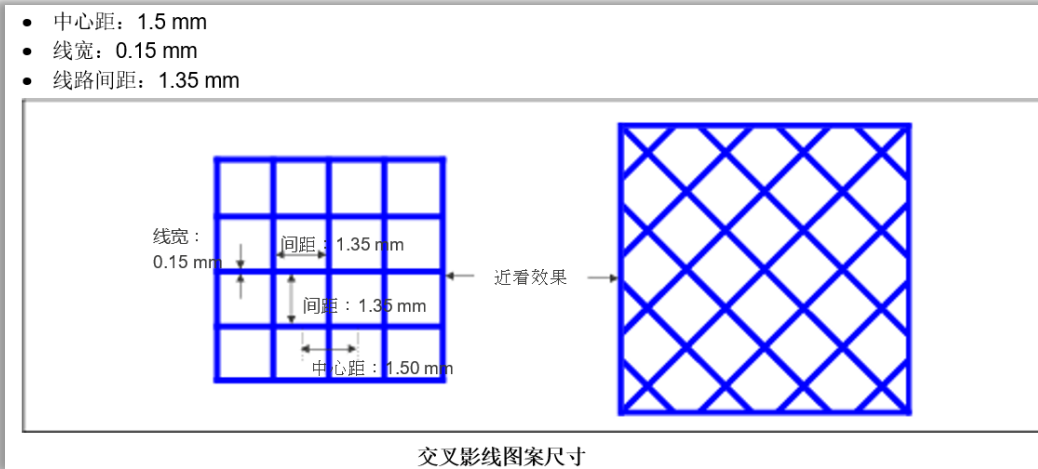 • 中心距：1.5 mm
• 线宽：0.15 mm
• 线路间距：1.35 mm
线宽：
0.15 mm
间距：1.35 mm
间距：1.35 mm
中心距：1.50 mm
近看效果
交叉影线图案尺寸